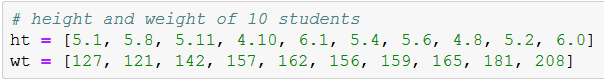 # height and weight of 10 students
ht = [5.1, 5.8, 5.11, 4.10, 6.1, 5.4, 5.6, 4.8, 5.2, 6.0]
wt = [127, 121, 142, 157, 162, 156, 159, 165, 181, 208]